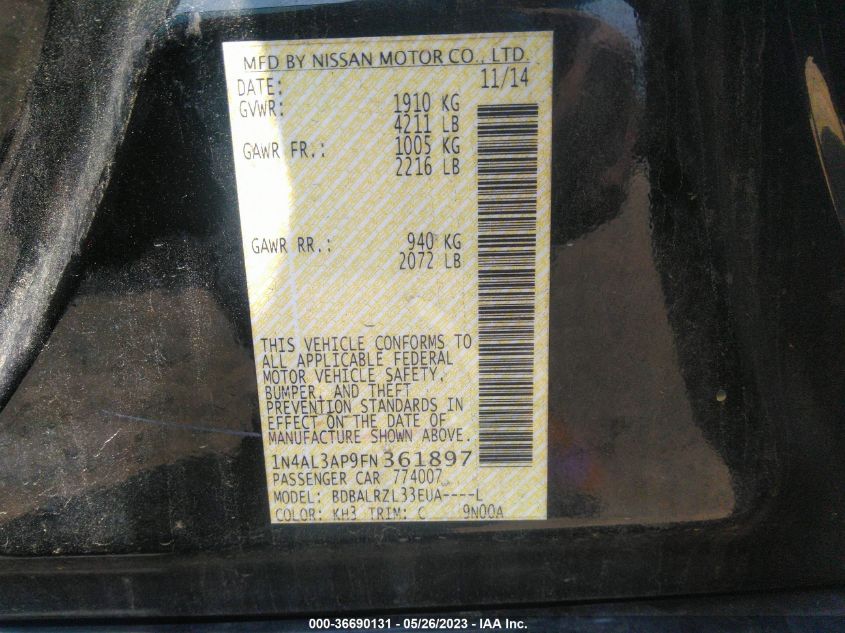 MFD BY NISSAN MOTOR CO., LTD.
DATE: 11/14
GVWR: 1910 KG
4211 LB
GAWR FR.: 1005 KG
2216 LB
GAWR RR.: 940 KG
2072 LB
THIS VEHICLE CONFORMS TO
ALL APPLICABLE FEDERAL
MOTOR VEHICLE SAFETY,
BUMPER, AND THEFT
PREVENTION STANDARDS IN
EFFECT ON THE DATE OF
MANUFACTURE SHOWN ABOVE.
1N4AL3AP9FN361897
PASSENGER CAR 774007
MODEL: BDBALRZL33EUA----L
COLOR: KH3 TRIM: C 9N00A
000-36690131 - 05/26/2023 - IAA Inc.